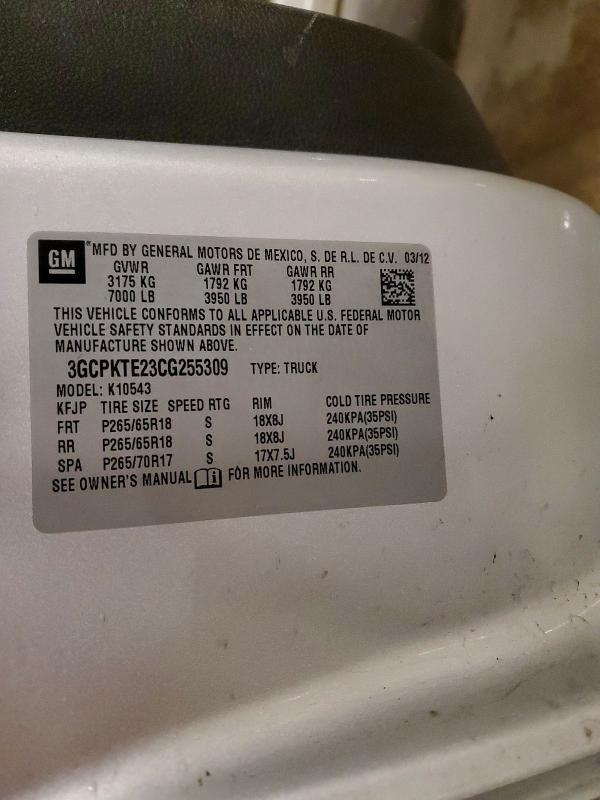 GM
MFD BY GENERAL MOTORS DE MEXICO, S. DE R.L. DE C.V. 03/12
GVWR GAWR FRT GAWR RR
3175 KG 1792 KG 1792 KG
7000 LB 3950 LB 3950 LB
THIS VEHICLE CONFORMS TO ALL APPLICABLE U.S. FEDERAL MOTOR
VEHICLE SAFETY STANDARDS IN EFFECT ON THE DATE OF
MANUFACTURE SHOWN ABOVE.
3GCPKTE23CG255309 TYPE: TRUCK
MODEL: K10543
KFJP TIRE SIZE SPEED RTG RIM COLD TIRE PRESSURE
FRT P265/65R18 S 18X8J 240KPA(35PSI)
RR P265/65R18 S 18X8J 240KPA(35PSI)
SPA P265/70R17 S 17X7.5J 240KPA(35PSI)
SEE OWNER'S MANUAL i FOR MORE INFORMATION.